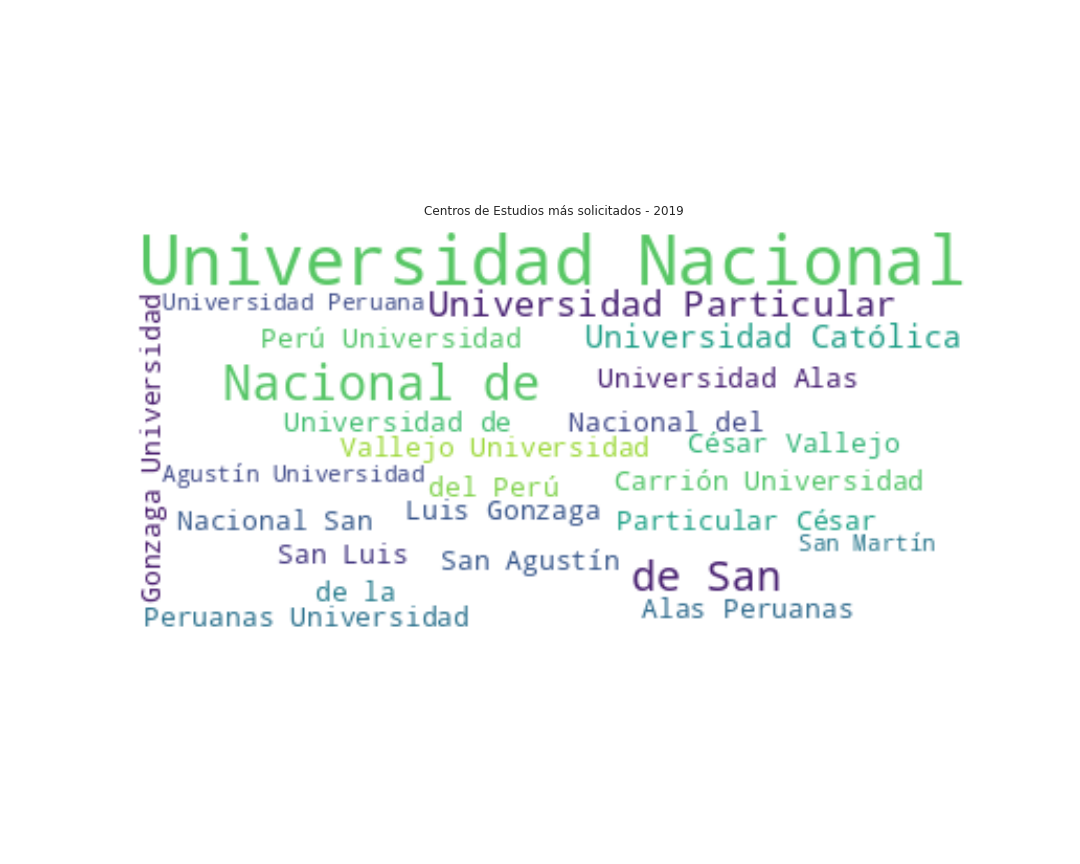 Centros de Estudios más solicitados - 2019
Universidad Nacional
Universidad Peruana
Universidad Particular
Gonzaga Universidad
Perú Universidad
Universidad Católica
Nacional de
Universidad Alas
Universidad de
Nacional del
Vallejo Universidad
César Vallejo
Agustín Universidad
del Perú
Carrión Universidad
Nacional San
Luis Gonzaga
Particular César
San Martín
San Luis
San Agustín
de San
de la
Alas Peruanas
Peruanas Universidad